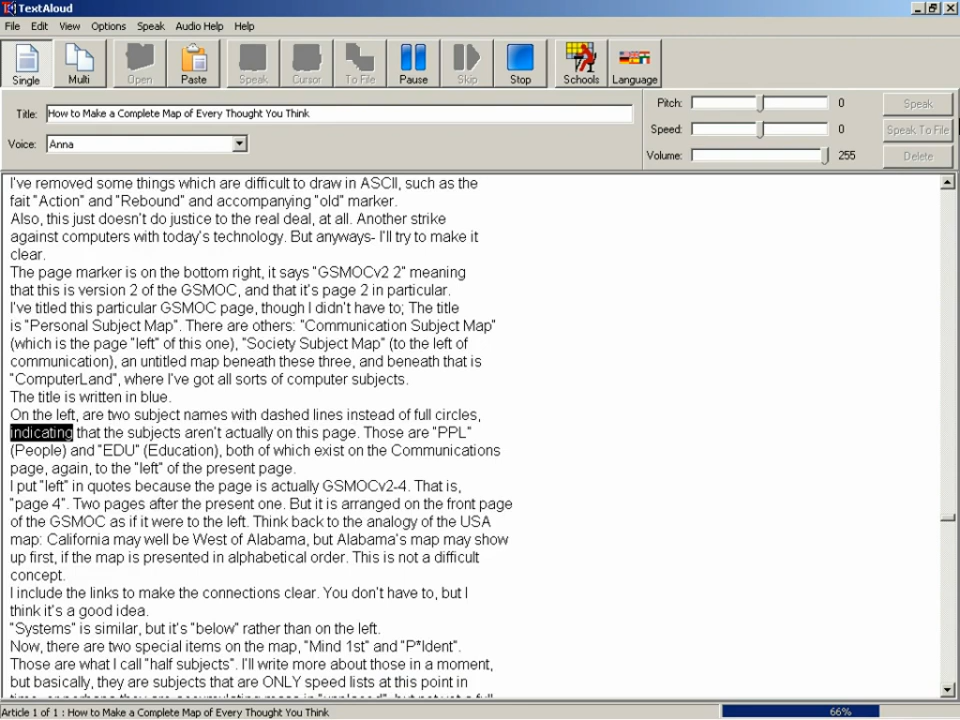 TextAloud
File Edit View Options Speak Audio Help Help
Single Multi Open Paste Speak Cursor To File Pause Skip Stop Schools Language
Title: How to Make a Complete Map of Every Thought You Think
Voice: Anna
Pitch: 0 Speak
Speed: 0 Speak To File
Volume: 255 Delete
I've removed some things which are difficult to draw in ASCII, such as the
fait "Action" and "Rebound" and accompanying "old" marker.
Also, this just doesn't do justice to the real deal, at all. Another strike
against computers with today's technology. But anyways- I'll try to make it
clear.
The page marker is on the bottom right, it says "GSMOCv2 2" meaning
that this is version 2 of the GSMOC, and that it's page 2 in particular.
I've titled this particular GSMOC page, though I didn't have to; The title
is "Personal Subject Map". There are others: "Communication Subject Map"
(which is the page "left" of this one), "Society Subject Map" (to the left of
communication), an untitled map beneath these three, and beneath that is
"ComputerLand", where I've got all sorts of computer subjects.
The title is written in blue.
On the left, are two subject names with dashed lines instead of full circles,
indicating that the subjects aren't actually on this page. Those are "PPL"
(People) and "EDU" (Education), both of which exist on the Communications
page, again, to the "left" of the present page.
I put "left" in quotes because the page is actually GSMOCv2-4. That is,
"page 4". Two pages after the present one. But it is arranged on the front page
of the GSMOC as if it were to the left. Think back to the analogy of the USA
map: California may well be West of Alabama, but Alabama's map may show
up first, if the map is presented in alphabetical order. This is not a difficult
concept.
I include the links to make the connections clear. You don't have to, but I
think it's a good idea.
"Systems" is similar, but it's "below" rather than on the left.
Now, there are two special items on the map, "Mind 1st" and "P*Ident".
Those are what I call "half subjects". I'll write more about those in a moment,
but basically, they are subjects that are ONLY speed lists at this point in
time, or perhaps they are accumulating mass in "unplaced", but not yet a full
Article 1 of 1 : How to Make a Complete Map of Every Thought You Think 66%